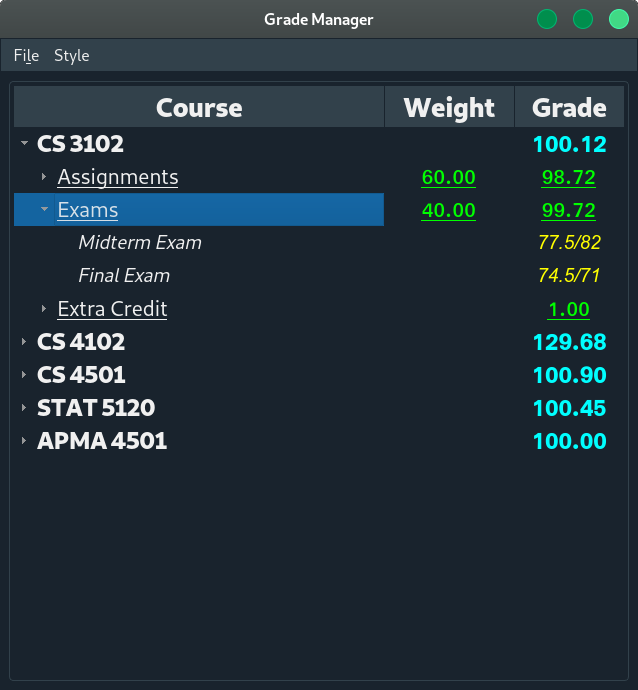 Grade Manager
File Style
Course Weight Grade
CS 3102 100.12
Assignments 60.00 98.72
Exams 40.00 99.72
Midterm Exam 77.5/82
Final Exam 74.5/71
Extra Credit 1.00
CS 4102 129.68
CS 4501 100.90
STAT 5120 100.45
APMA 4501 100.00